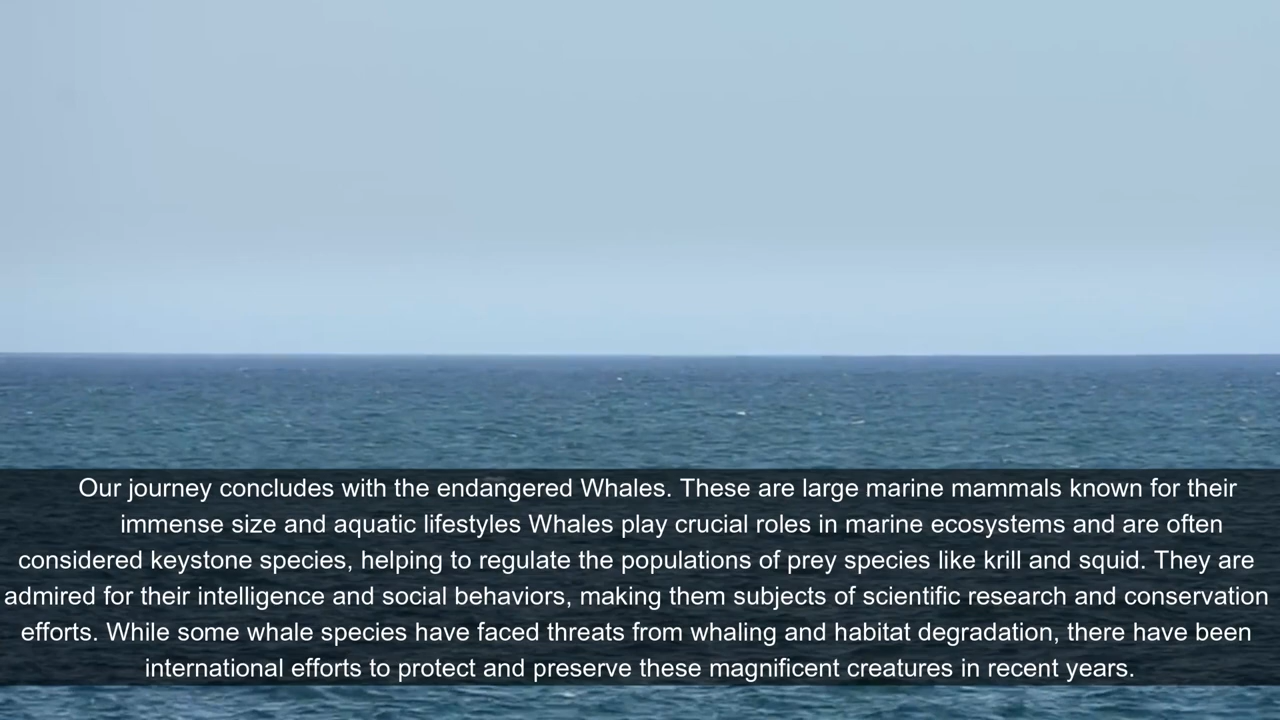 Our journey concludes with the endangered Whales. These are large marine mammals known for their
immense size and aquatic lifestyles Whales play crucial roles in marine ecosystems and are often
considered keystone species, helping to regulate the populations of prey species like krill and squid. They are
admired for their intelligence and social behaviors, making them subjects of scientific research and conservation
efforts. While some whale species have faced threats from whaling and habitat degradation, there have been
international efforts to protect and preserve these magnificent creatures in recent years.